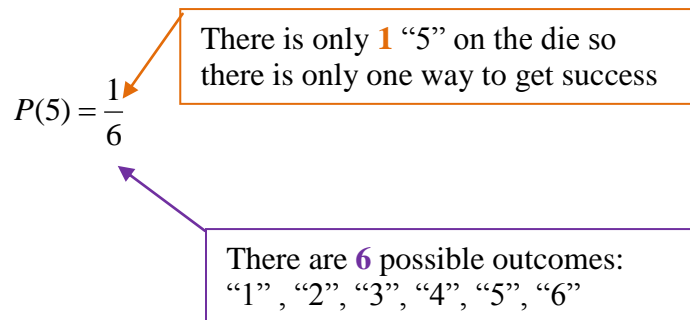 There is only 1 “5” on the die so
there is only one way to get success
P(5) = 1/6
There are 6 possible outcomes:
“1” , “2”, “3”, “4”, “5”, “6”